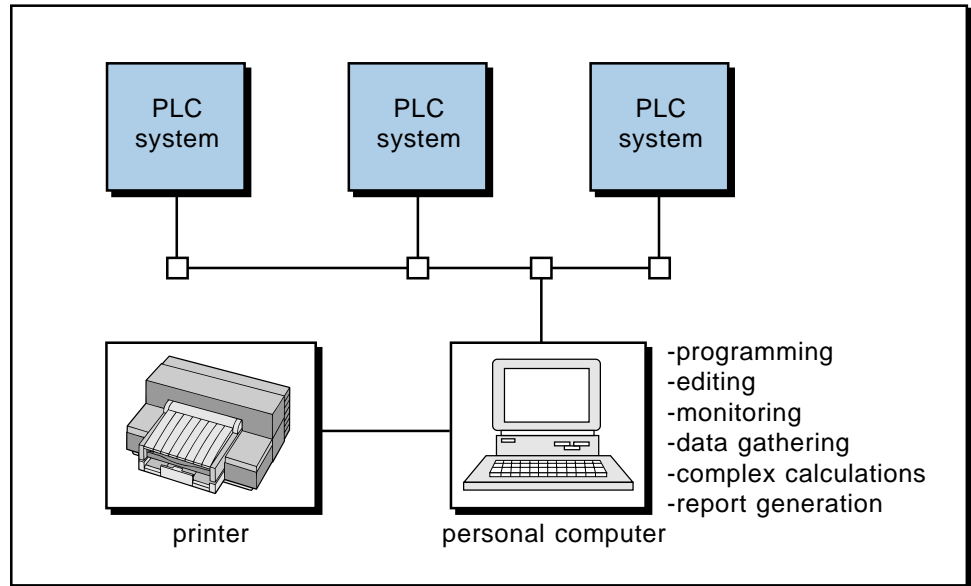 PLC
system
PLC
system
PLC
system
-programming
-editing
-monitoring
-data gathering
-complex calculations
-report generation
printer
personal computer